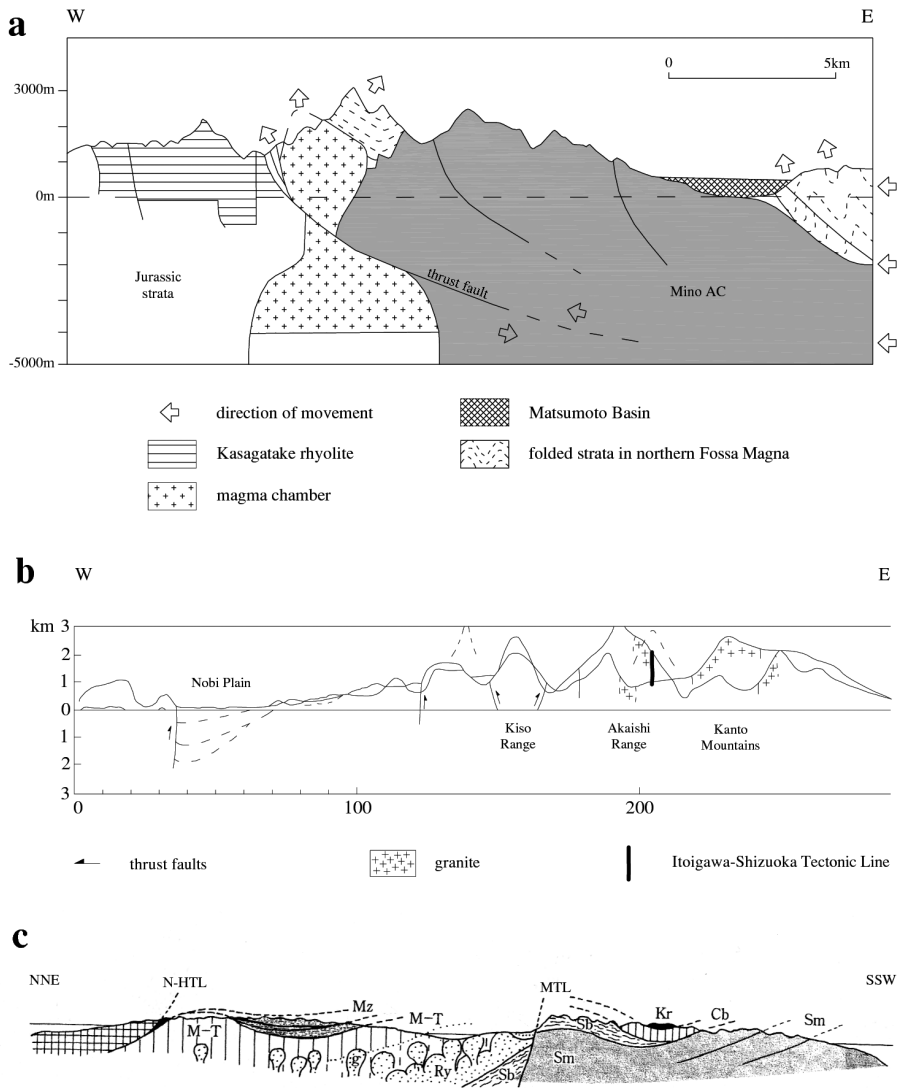 a
W E
0 5km
3000m
0m
-5000m
Jurassic
strata
thrust fault
Mino AC
direction of movement
Matsumoto Basin
Kasagatake rhyolite
folded strata in northern Fossa Magna
magma chamber
b
W E
km 3
2
1
0
1
2
3
Nobi Plain
Kiso
Range
Akaishi
Range
Kanto
Mountains
0 100 200
thrust faults
granite
Itoigawa-Shizuoka Tectonic Line
c
NNE SSW
N-HTL MTL
Mz M–T Kr Cb Sm
M–T Sb
g Ry Sb Sm